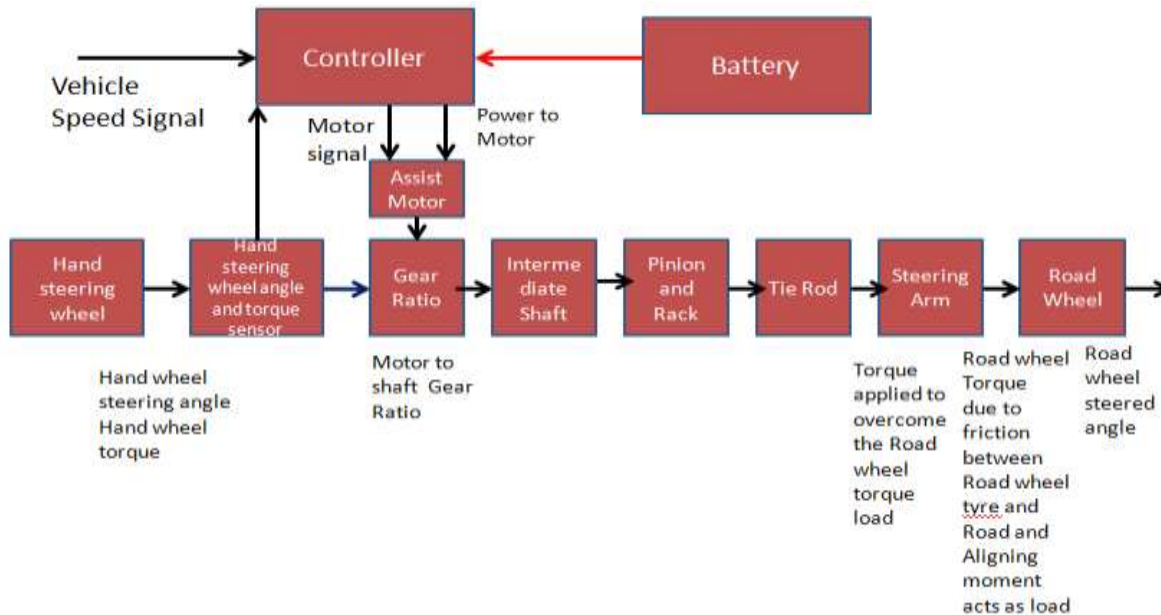 Controller
Battery
Vehicle
Speed Signal
Motor
signal
Power to
Motor
Assist
Motor
Hand
steering
wheel
Hand
steering
wheel angle
and torque
sensor
Gear
Ratio
Interme
diate
Shaft
Pinion
and
Rack
Tie Rod
Steering
Arm
Road
Wheel
Hand wheel
steering angle
Hand wheel
torque
Motor to
shaft Gear
Ratio
Torque
applied to
overcome
the Road
wheel
torque
load
Road wheel
Torque
due to
friction
between
Road wheel
tyre and
Road and
Aligning
moment
acts as load
Road
wheel
steered
angle